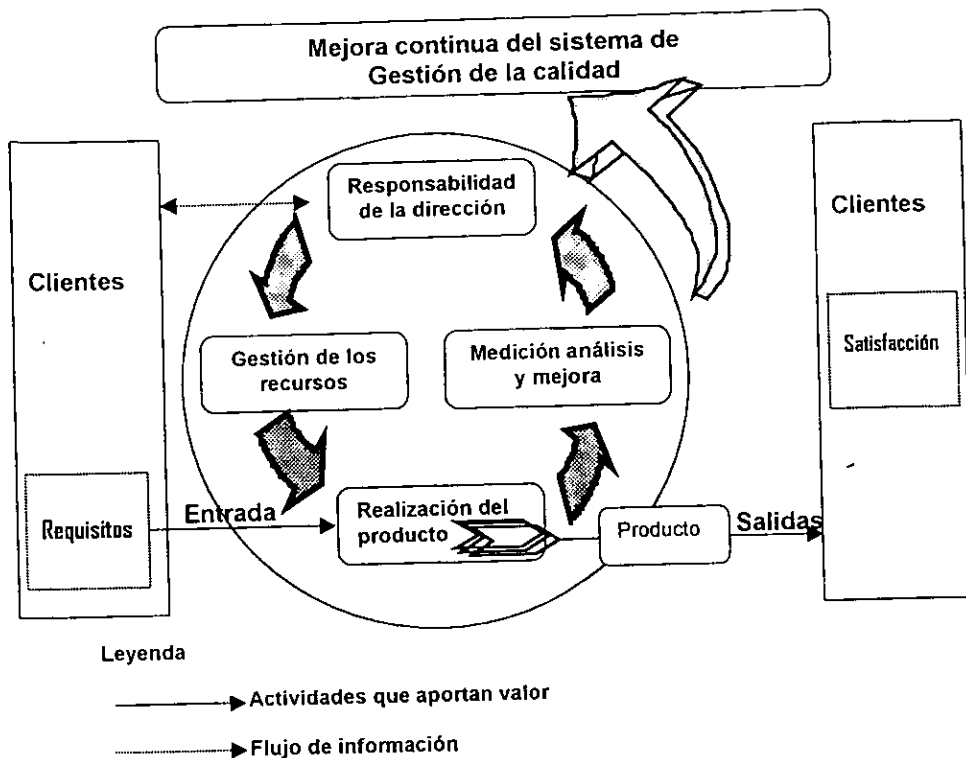 Mejora continua del sistema de
Gestión de la calidad
Responsabilidad
de la dirección
Clientes
Clientes
Gestión de los
recursos
Medición análisis
y mejora
Satisfacción
Requisitos
Entrada
Realización del
producto
Producto
Salidas
Leyenda
Actividades que aportan valor
Flujo de información